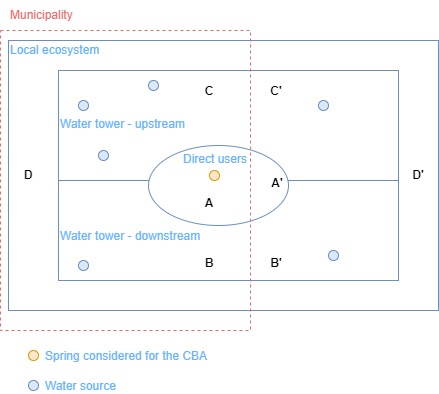 Municipality
Local ecosystem
C C'
Water tower - upstream
Direct users
D A' D'
A
Water tower - downstream
B B'
Spring considered for the CBA
Water source